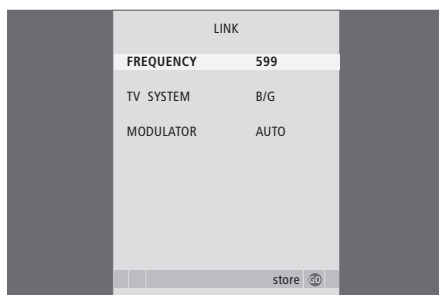 LINK
FREQUENCY 599
TV SYSTEM B/G
MODULATOR AUTO
store GO